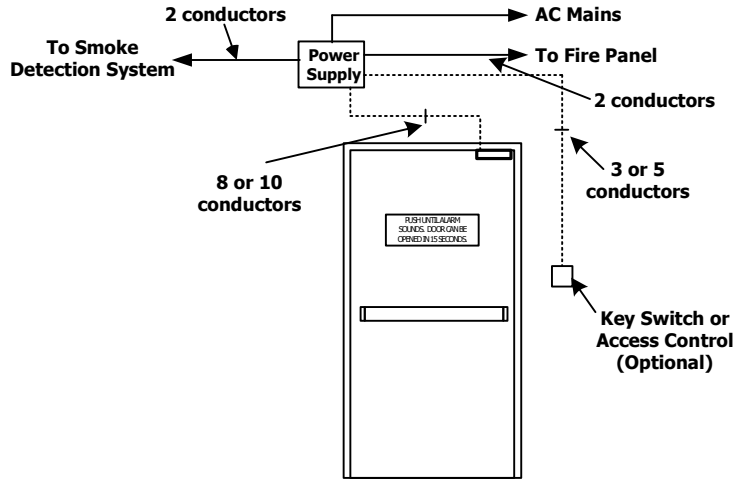 2 conductors
AC Mains
To Smoke
Detection System
Power
Supply
To Fire Panel
2 conductors
8 or 10
conductors
3 or 5
conductors
PUSH UNTIL ALARM
SOUNDS. DOOR CAN BE
OPENED IN 15 SECONDS.
Key Switch or
Access Control
(Optional)